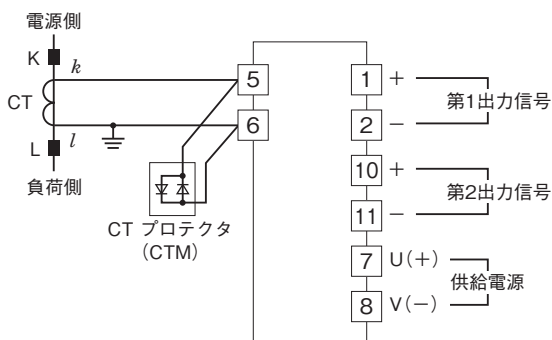 電源側
K
k
CT
L
l
負荷側
CT プロテクタ
(CTM)
5
6
1 +
2 −
第1出力信号
10 +
11 −
第2出力信号
7 U(+)
8 V(−)
供給電源